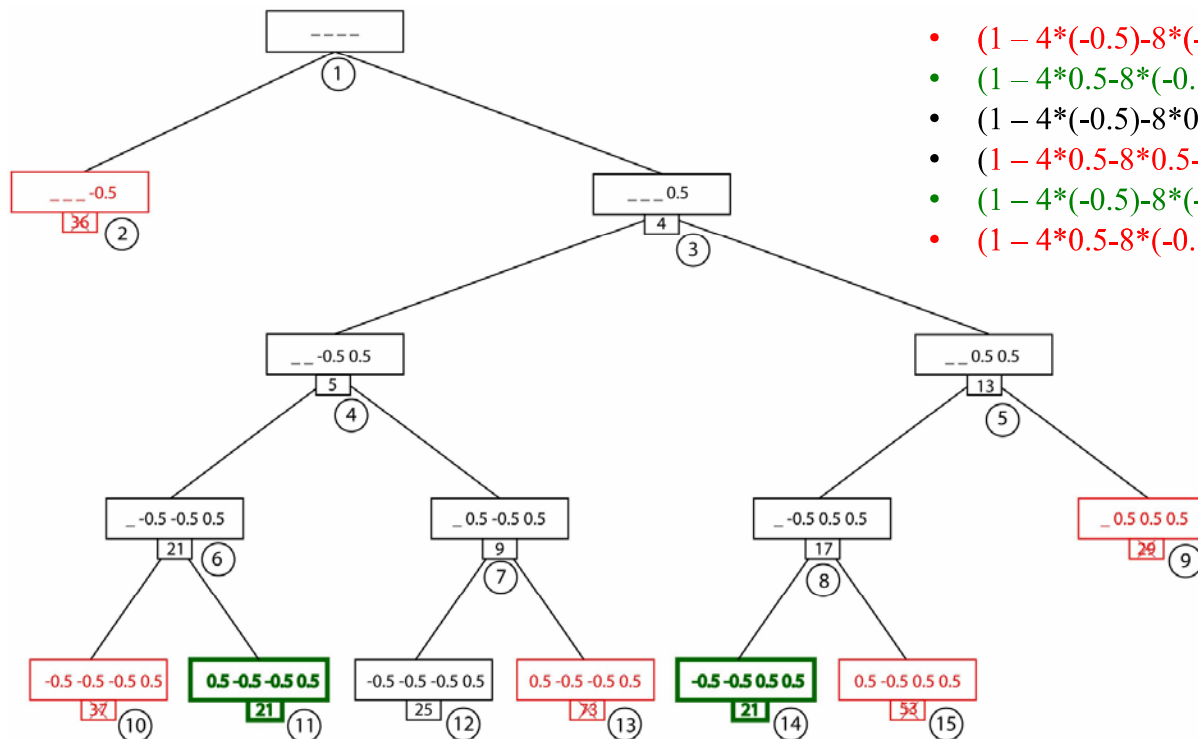 _ _ _ _
1
• (1 – 4*(-0.5)-8*(-
• (1 – 4*0.5-8*(-0.
• (1 – 4*(-0.5)-8*0
• (1 – 4*0.5-8*0.5-
• (1 – 4*(-0.5)-8*(-
• (1 – 4*0.5-8*(-0.
_ _ _ -0.5
36
2
_ _ _ 0.5
4
3
_ _ -0.5 0.5
5
4
_ _ 0.5 0.5
13
5
_ -0.5 -0.5 0.5
21
6
_ 0.5 -0.5 0.5
9
7
_ -0.5 0.5 0.5
17
8
_ 0.5 0.5 0.5
29
9
-0.5 -0.5 -0.5 0.5
37
10
0.5 -0.5 -0.5 0.5
21
11
-0.5 -0.5 -0.5 0.5
25
12
0.5 -0.5 -0.5 0.5
73
13
-0.5 -0.5 0.5 0.5
21
14
0.5 -0.5 0.5 0.5
53
15